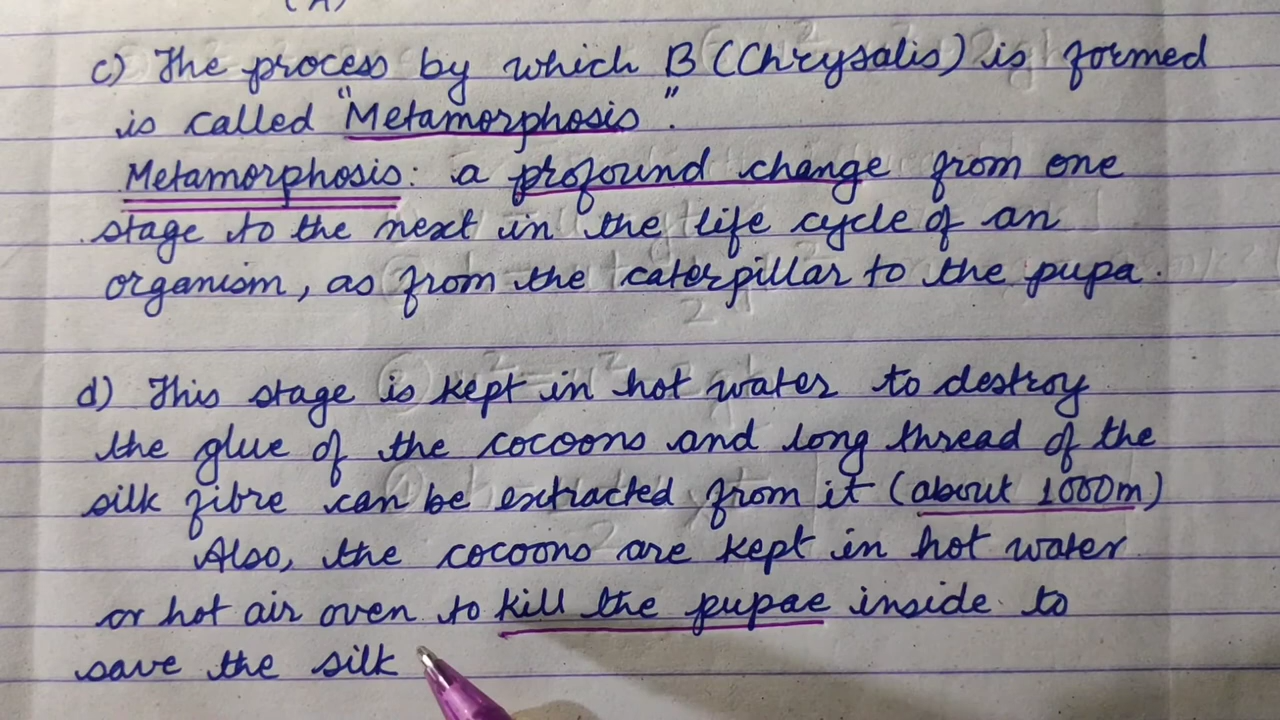 (A)
c) The process by which B (Chrysalis) is formed
is called "Metamorphosis".
Metamorphosis: a profound change from one
stage to the next in the life cycle of an
organism, as from the caterpillar to the pupa.
d) This stage is kept in hot water to destroy
the glue of the cocoons and long thread of the
silk fibre can be extracted from it (about 1000m)
Also, the cocoons are kept in hot water
or hot air oven to kill the pupae inside to
save the silk